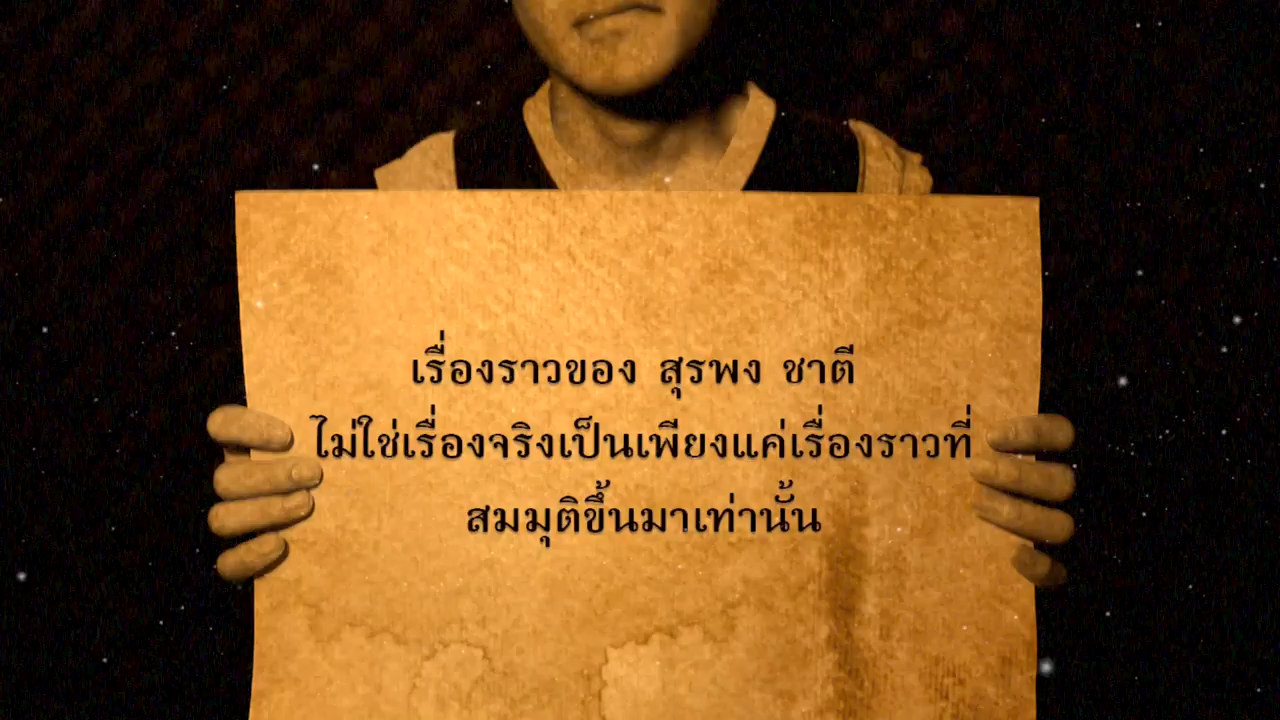 เรื่องราวของ สุรพง ชาตี
ไม่ใช่เรื่องจริงเป็นเพียงแค่เรื่องราวที่
สมมุติขึ้นมาเท่านั้น